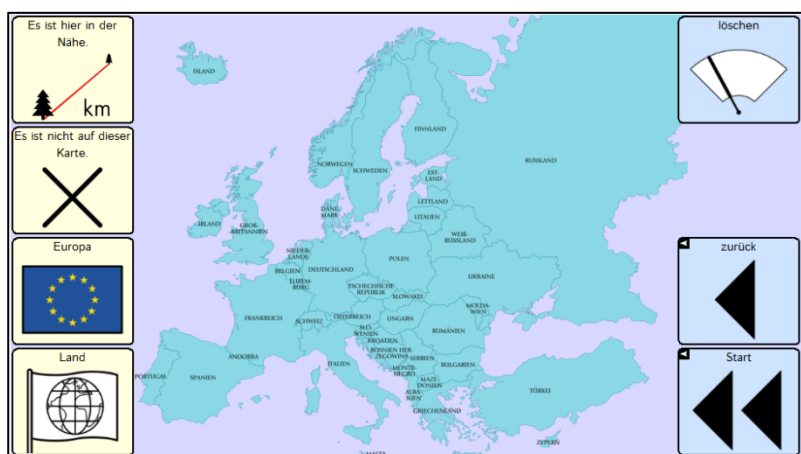 Es ist hier in der
Nähe.
km
Es ist nicht auf dieser
Karte.
Europa
Land
löschen
zurück
Start
ISLAND
FINNLAND
RUSSLAND
NORWEGEN
SCHWEDEN
EST-
LAND
LETTLAND
LITAUEN
DÄNE-
MARK
IRLAND
GROß-
BRITANNIEN
WEIß-
RUSSLAND
NIEDER-
LANDE
POLEN
BELGIEN
DEUTSCHLAND
LUXEM-
BURG
UKRAINE
TSCHECHISCHE
REPUBLIK
SLOWAKEI
MOLDA-
WIEN
FRANKREICH
SCHWEIZ
ÖSTERREICH
UNGARN
RUMÄNIEN
SLO-
WENIEN
KROATIEN
BOSNIEN HER-
ZEGOWINA
SERBIEN
ANDORRA
ITALIEN
MONTE-
NEGRO
BULGARIEN
MAZE-
DONIEN
ALBA-
NIEN
PORTUGAL
SPANIEN
GRIECHENLAND
TÜRKEI
ZYPERN
MALTA